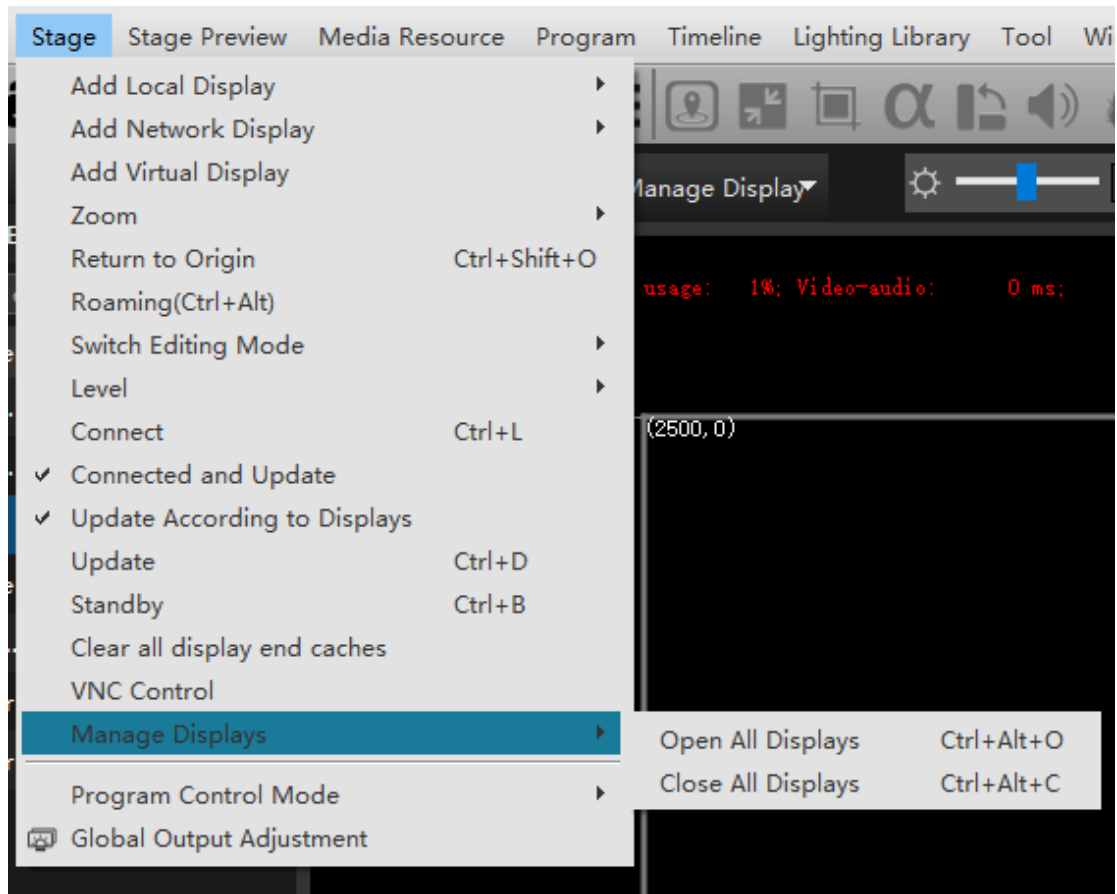 Stage Stage Preview Media Resource Program Timeline Lighting Library Tool
Add Local Display
Add Network Display
Add Virtual Display
Manage Display
Zoom
Return to Origin Ctrl+Shift+O
usage: 1%; Video-audio: 0 ms;
Roaming(Ctrl+Alt)
Switch Editing Mode
Level
Connect Ctrl+L
(2500,0)
Connected and Update
Update According to Displays
Update Ctrl+D
Standby Ctrl+B
Clear all display end caches
VNC Control
Manage Displays
Open All Displays Ctrl+Alt+O
Close All Displays Ctrl+Alt+C
Program Control Mode
Global Output Adjustment